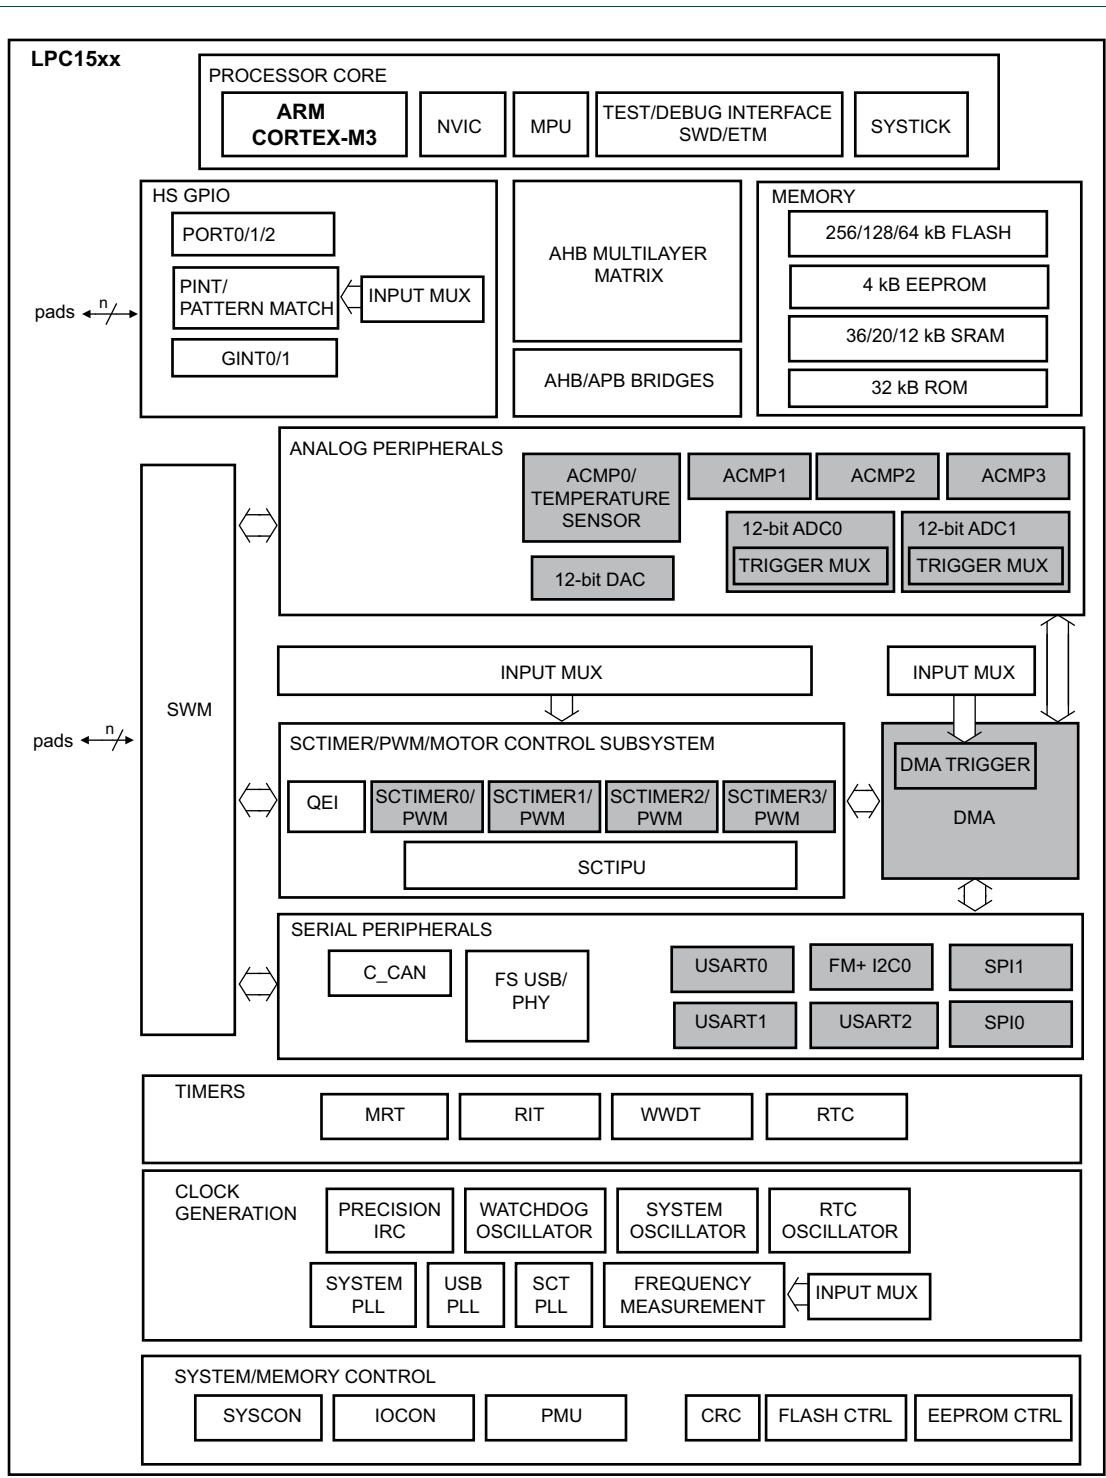 LPC15xx
PROCESSOR CORE
ARM
CORTEX-M3
NVIC
MPU
TEST/DEBUG INTERFACE
SWD/ETM
SYSTICK
HS GPIO
PORT0/1/2
PINT/
PATTERN MATCH
INPUT MUX
GINT0/1
pads
n
AHB MULTILAYER
MATRIX
AHB/APB BRIDGES
MEMORY
256/128/64 kB FLASH
4 kB EEPROM
36/20/12 kB SRAM
32 kB ROM
ANALOG PERIPHERALS
ACMP0/
TEMPERATURE
SENSOR
ACMP1
ACMP2
ACMP3
12-bit DAC
12-bit ADC0
TRIGGER MUX
12-bit ADC1
TRIGGER MUX
SWM
pads
n
INPUT MUX
INPUT MUX
SCTIMER/PWM/MOTOR CONTROL SUBSYSTEM
QEI
SCTIMER0/
PWM
SCTIMER1/
PWM
SCTIMER2/
PWM
SCTIMER3/
PWM
SCTIPU
DMA TRIGGER
DMA
SERIAL PERIPHERALS
C_CAN
FS USB/
PHY
USART0
FM+ I2C0
SPI1
USART1
USART2
SPI0
TIMERS
MRT
RIT
WWDT
RTC
CLOCK
GENERATION
PRECISION
IRC
WATCHDOG
OSCILLATOR
SYSTEM
OSCILLATOR
RTC
OSCILLATOR
SYSTEM
PLL
USB
PLL
SCT
PLL
FREQUENCY
MEASUREMENT
INPUT MUX
SYSTEM/MEMORY CONTROL
SYSCON
IOCON
PMU
CRC
FLASH CTRL
EEPROM CTRL